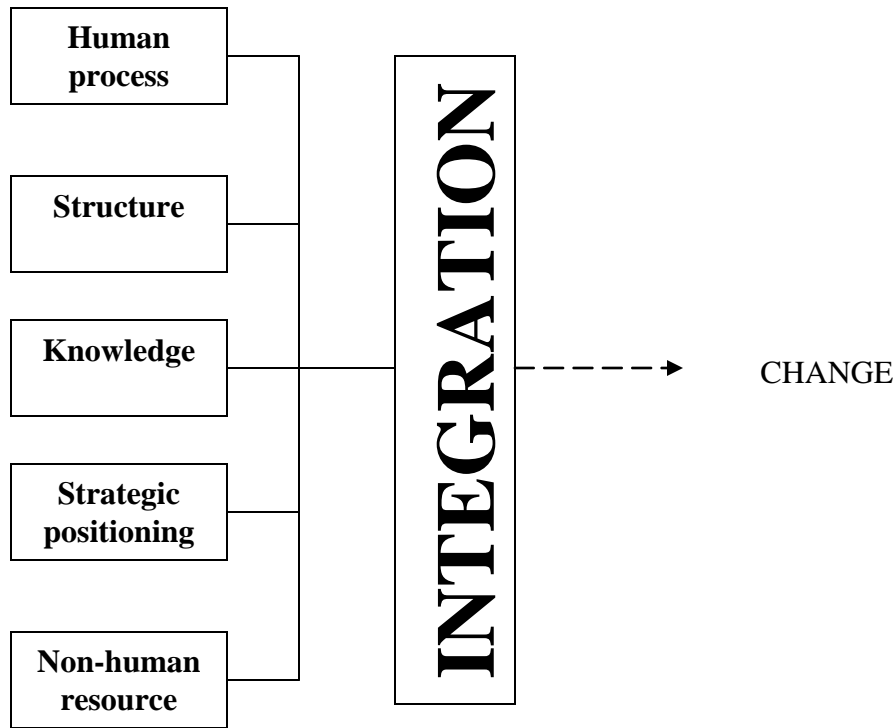 Human
process
Structure
Knowledge
Strategic
positioning
Non-human
resource
INTEGRATION
CHANGE